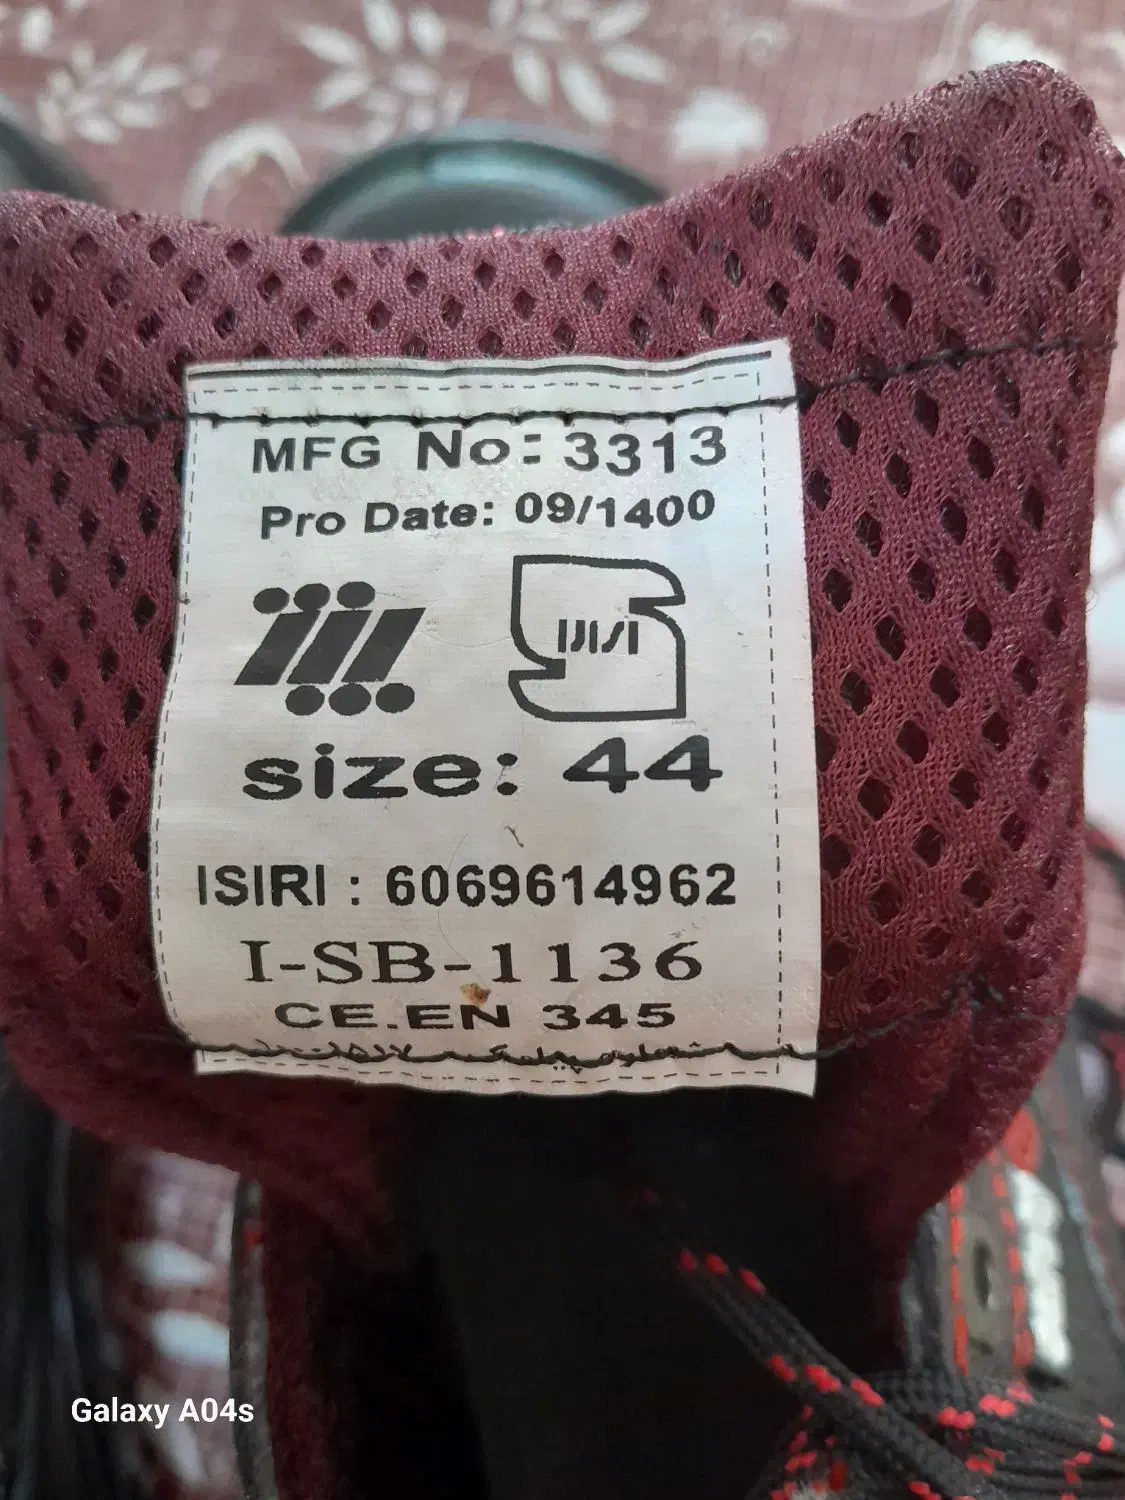 MFG No: 3313
Pro Date: 09/1400
size: 44
ISIRI : 6069614962
I-SB-1136
CE.EN 345
Galaxy A04s